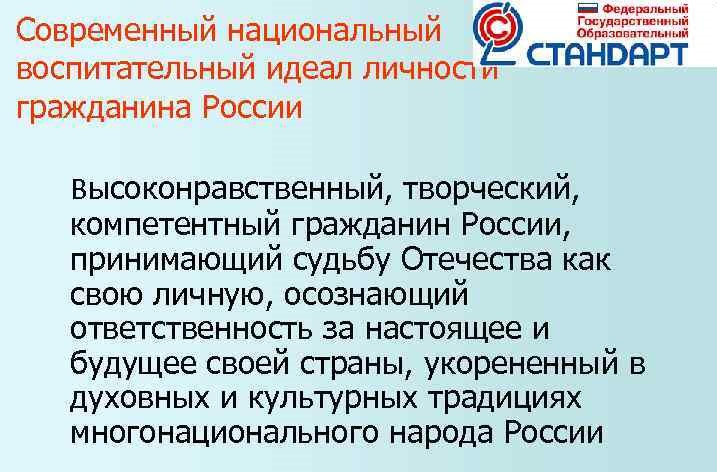 Современный национальный
воспитательный идеал личности
гражданина России
Федеральный
Государственный
Образовательный
СТАНДАРТ
Высоконравственный, творческий,
компетентный гражданин России,
принимающий судьбу Отечества как
свою личную, осознающий
ответственность за настоящее и
будущее своей страны, укорененный в
духовных и культурных традициях
многонационального народа России